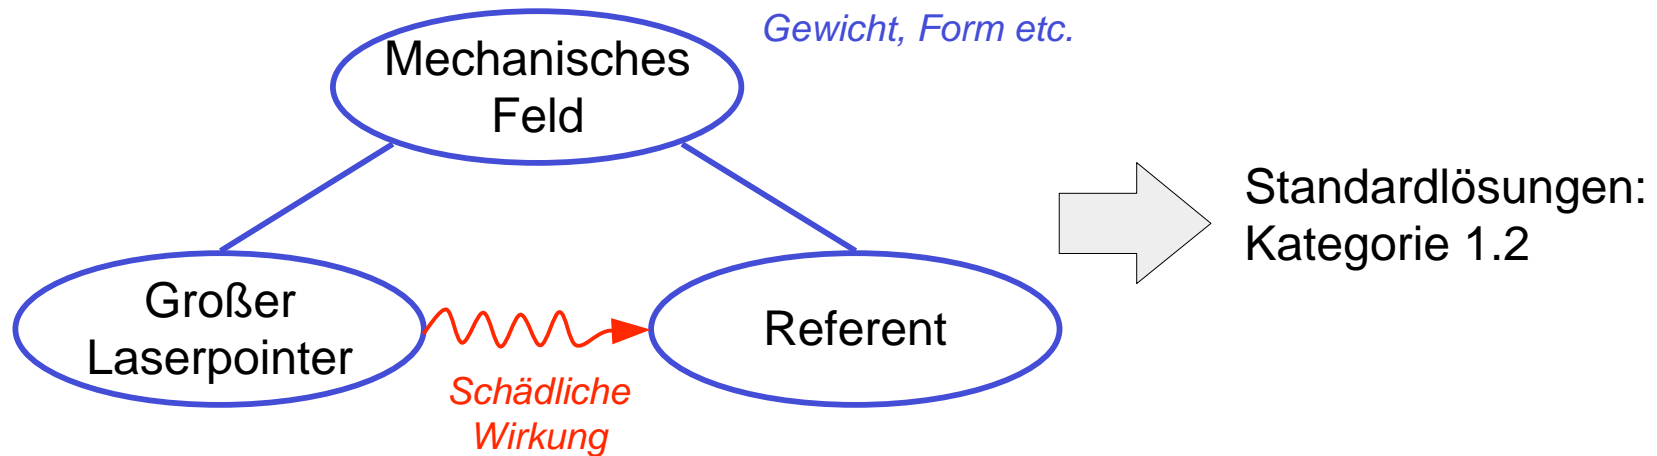 Gewicht, Form etc.
Mechanisches
Feld
Standardlösungen:
Kategorie 1.2
Großer
Laserpointer
Referent
Schädliche
Wirkung